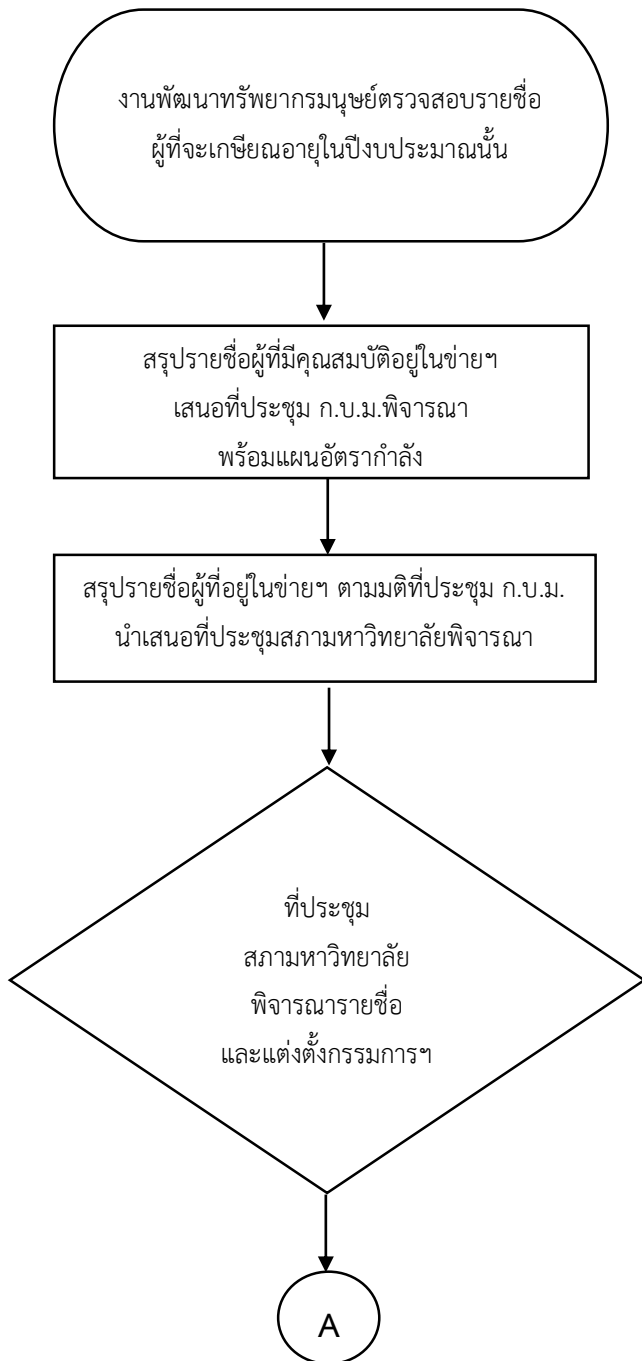 งานพัฒนาทรัพยากรมนุษย์ตรวจสอบรายชื่อ
ผู้ที่จะเกษียณอายุในปีงบประมาณนั้น
สรุปรายชื่อผู้ที่มีคุณสมบัติอยู่ในข่ายฯ
เสนอที่ประชุม ก.บ.ม.พิจารณา
พร้อมแผนอัตรากำลัง
สรุปรายชื่อผู้ที่อยู่ในข่ายฯ ตามมติที่ประชุม ก.บ.ม.
นำเสนอที่ประชุมสภามหาวิทยาลัยพิจารณา
ที่ประชุม
สภามหาวิทยาลัย
พิจารณารายชื่อ
และแต่งตั้งกรรมการฯ
A